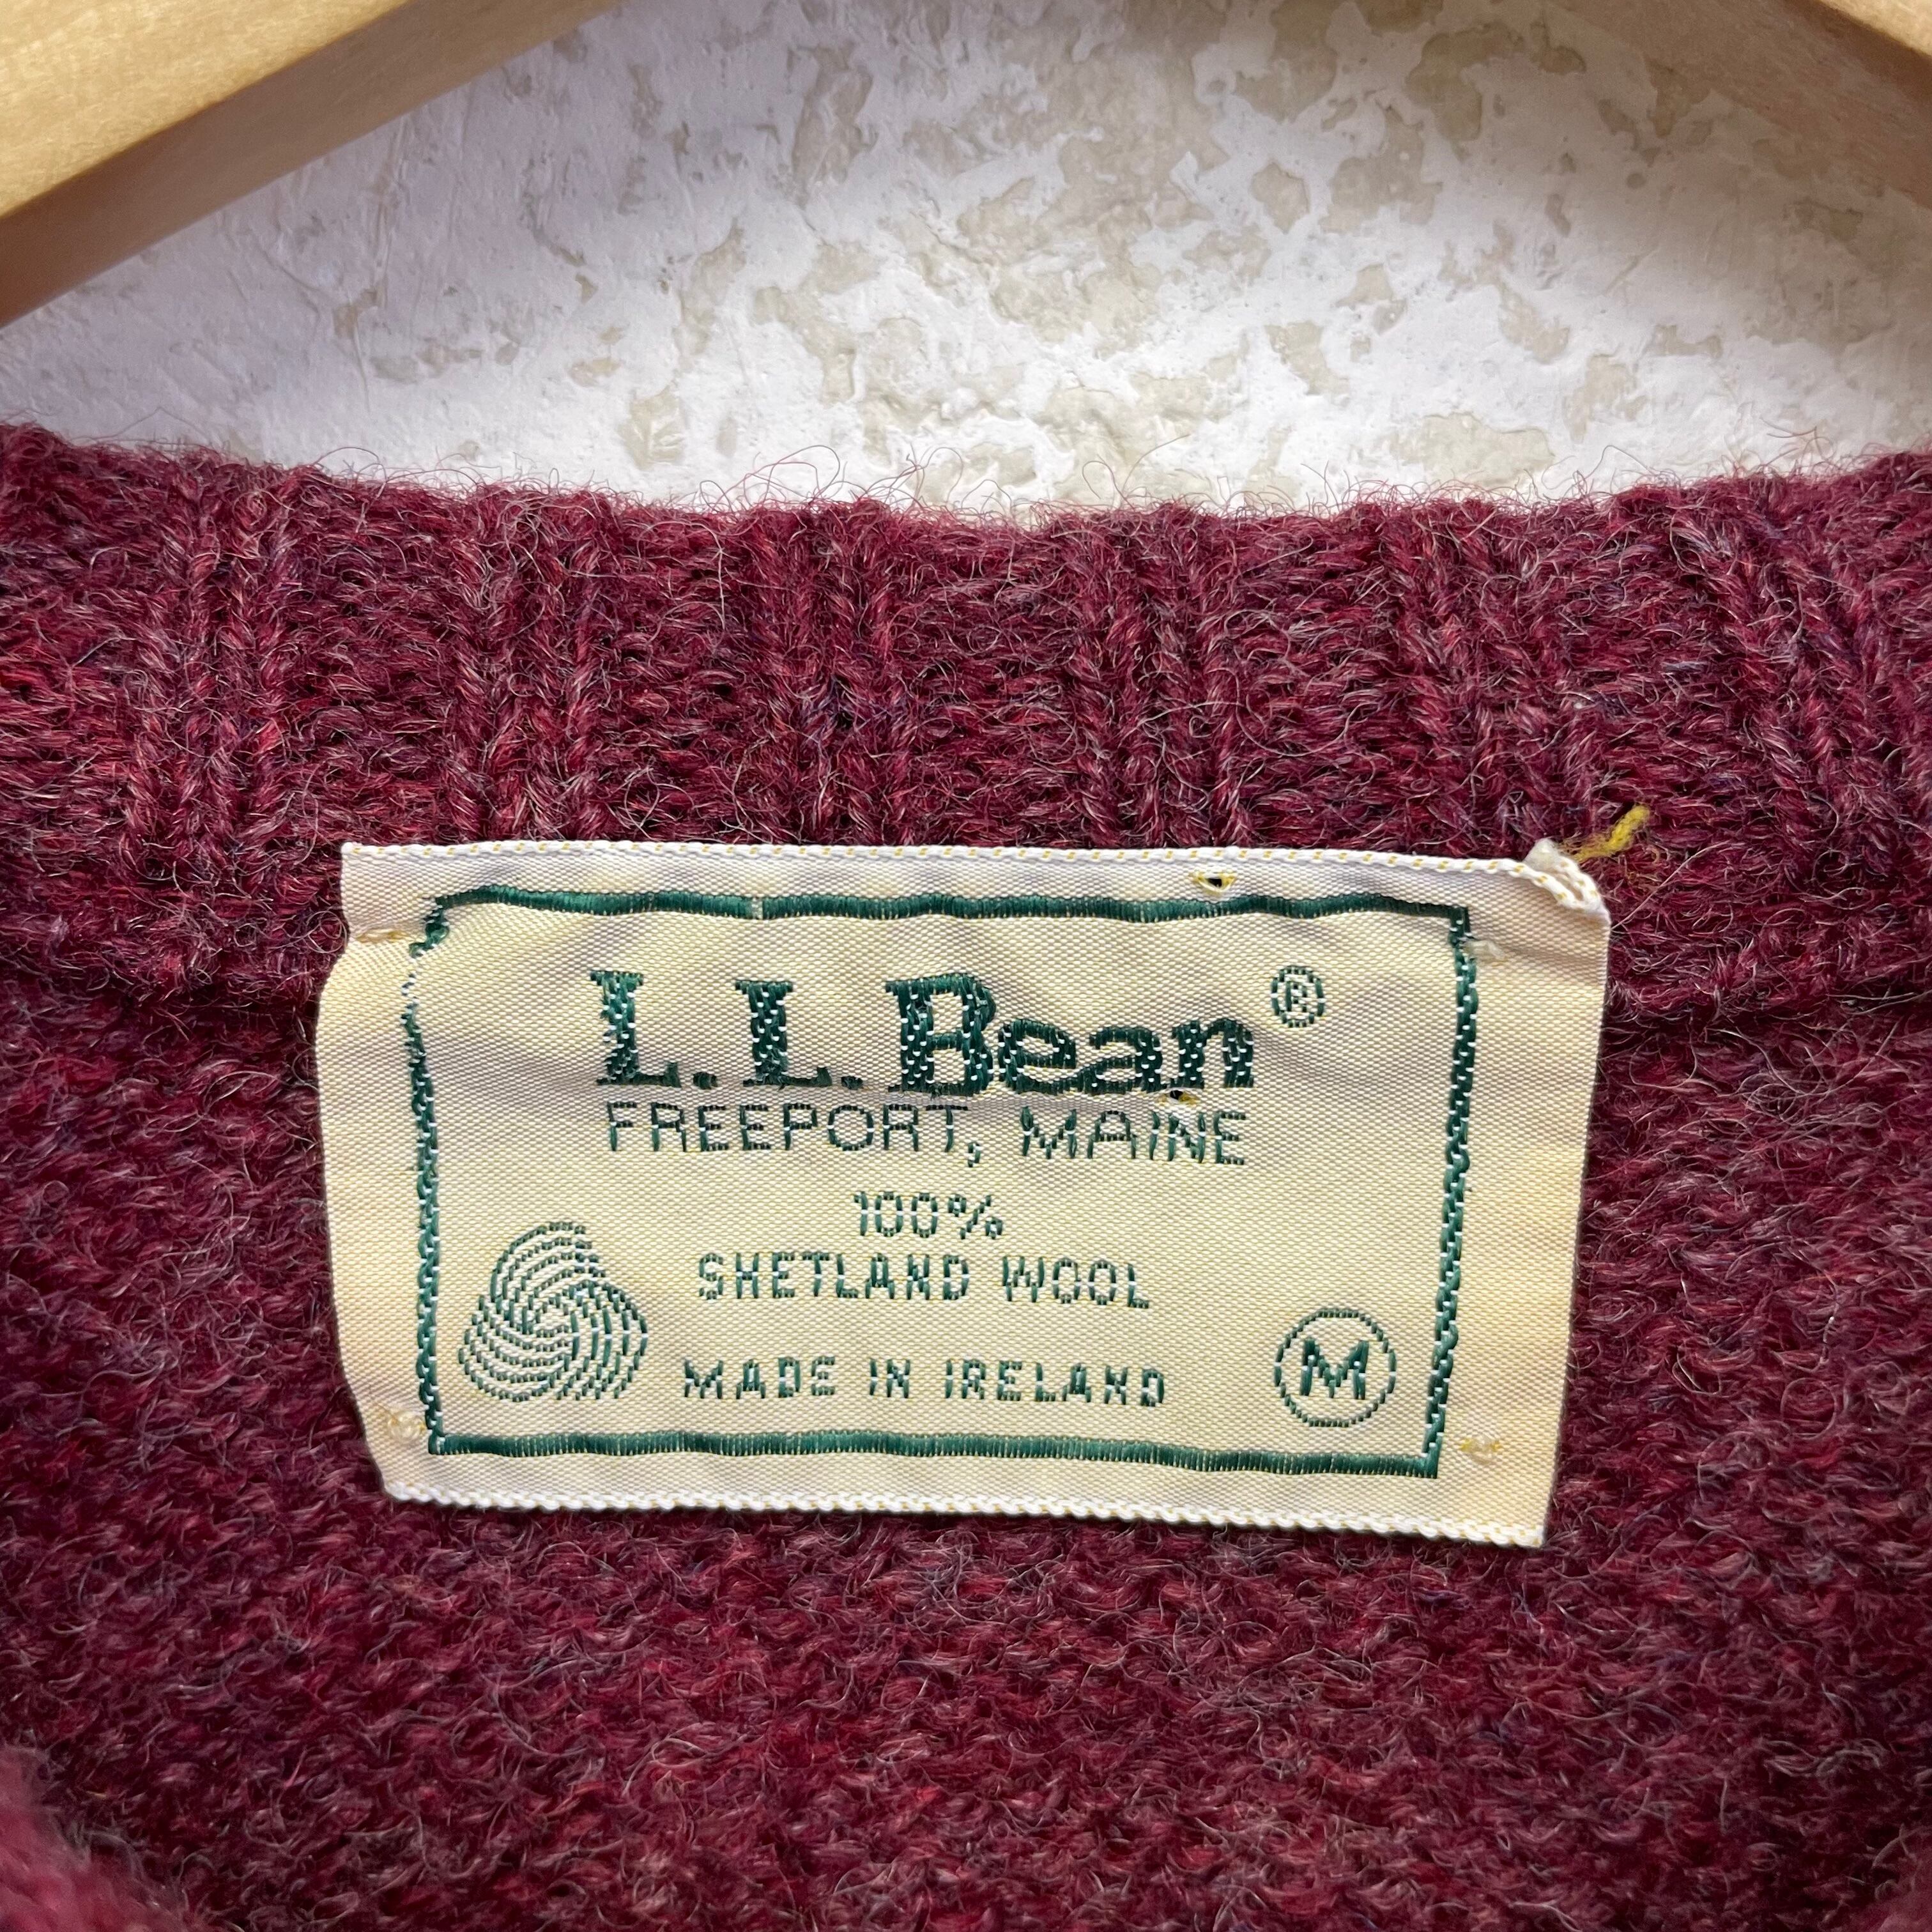 L.L.Bean®
FREEPORT, MAINE
100%
SHETLAND WOOL
MADE IN IRELAND
M